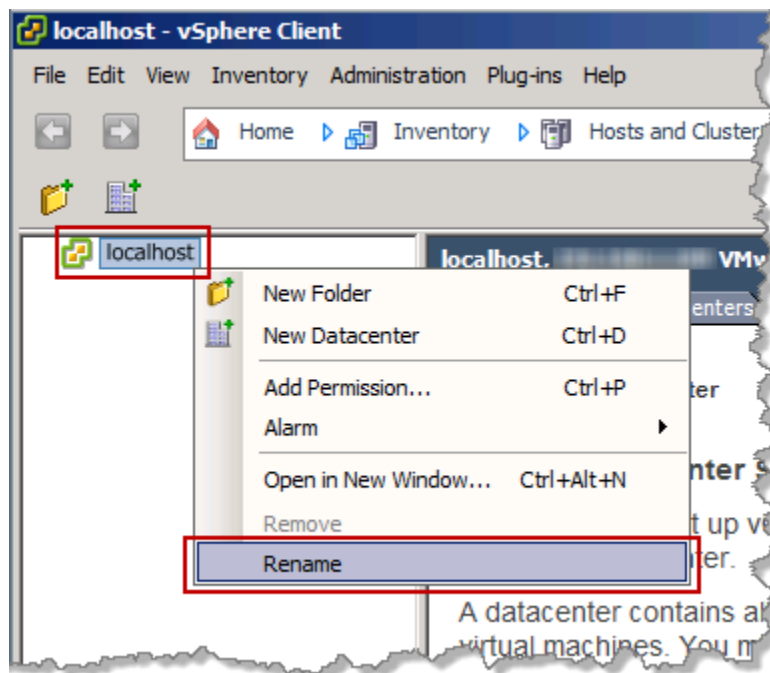 localhost - vSphere Client
File Edit View Inventory Administration Plug-ins Help
Home Inventory Hosts and Cluster
localhost
localhost, VMw
New Folder Ctrl+F
enters
New Datacenter Ctrl+D
Add Permission... Ctrl+P
ter
Alarm
Open in New Window... Ctrl+Alt+N
nter S
Remove
t up v
Rename
ter.
A datacenter contains al
virtual machines. You m